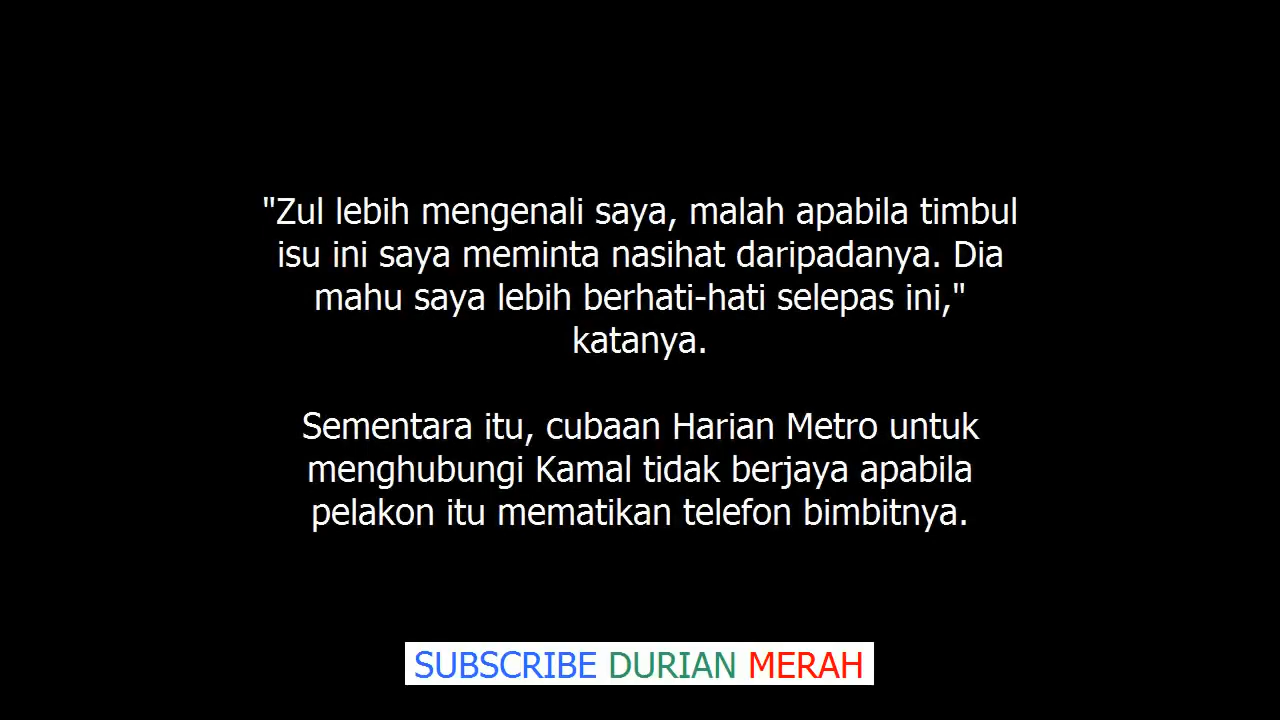 "Zul lebih mengenali saya, malah apabila timbul
isu ini saya meminta nasihat daripadanya. Dia
mahu saya lebih berhati-hati selepas ini,"
katanya.
Sementara itu, cubaan Harian Metro untuk
menghubungi Kamal tidak berjaya apabila
pelakon itu mematikan telefon bimbitnya.
SUBSCRIBE DURIAN MERAH